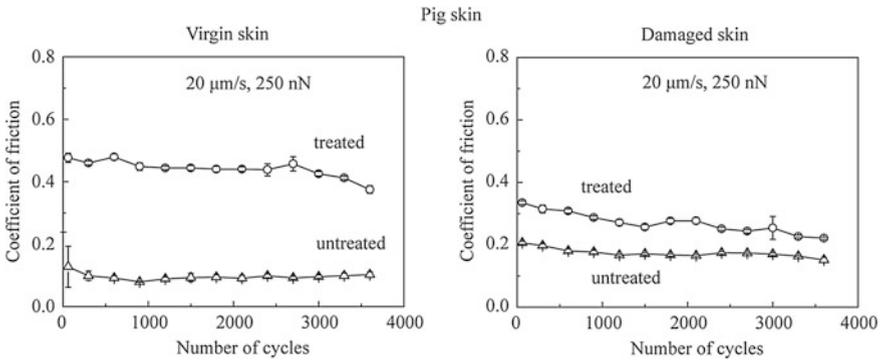 Pig skin
Virgin skin
0.8
0.6
0.4
0.2
0.0
Coefficient of friction
20 μm/s, 250 nN
treated
untreated
0
1000
2000
3000
4000
Number of cycles
Damaged skin
0.8
0.6
0.4
0.2
0.0
Coefficient of friction
20 μm/s, 250 nN
treated
untreated
0
1000
2000
3000
4000
Number of cycles